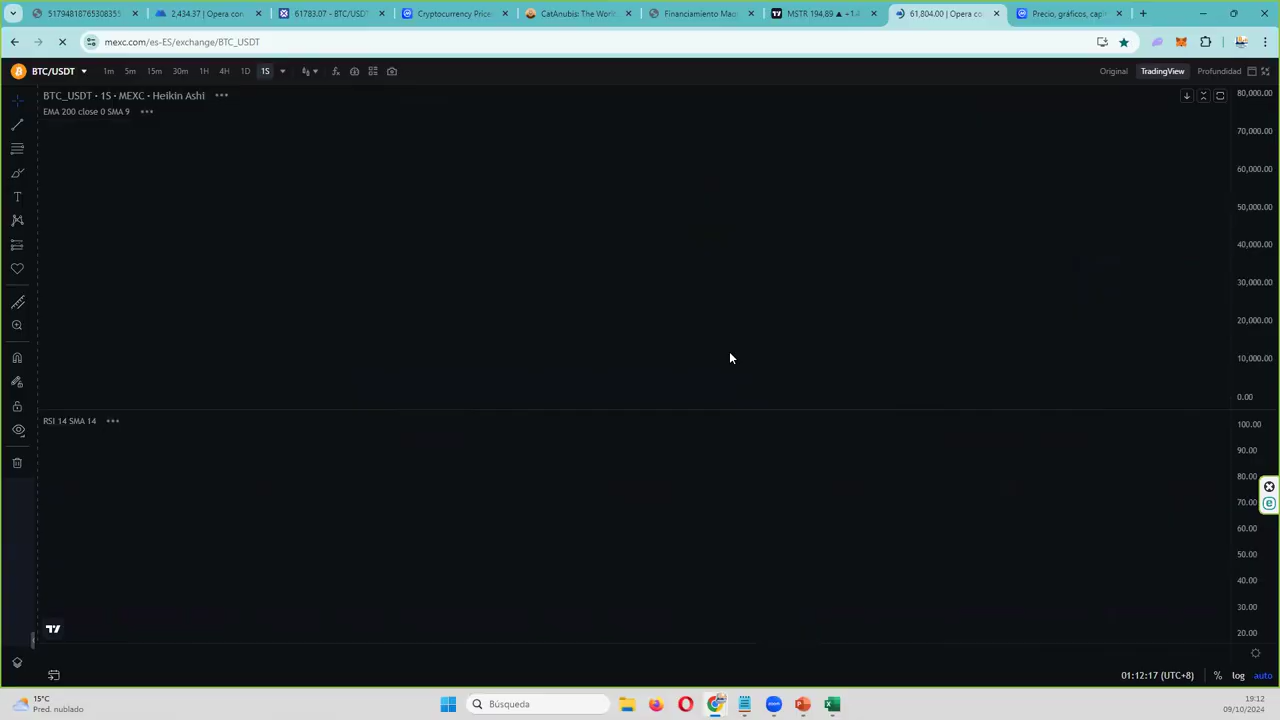 517948187653083​55
2,434.37 | Opera con
61783.07 - BTC/USDT
Cryptocurrency Price
CatAnubis: The World
Financiamiento Mac
MSTR 194,89 ▲ +1.4
61,804.00 | Opera co
Precio, gráficos, capi
mexc.com/es-ES/exchange/BTC_USDT
BTC/USDT
1m 5m 15m 30m 1H 4H 1D 1S
Original TradingView Profundidad
BTC_USDT · 1S · MEXC · Heikin Ashi
EMA 200 close 0 SMA 9
80,000.00
70,000.00
60,000.00
50,000.00
40,000.00
30,000.00
20,000.00
10,000.00
0.00
RSI 14 SMA 14
100.00
90.00
80.00
70.00
60.00
50.00
40.00
30.00
20.00
01:12:17 (UTC+8) % log auto
15°C
Pred. nublado
Búsqueda
19:12
09/10/2024